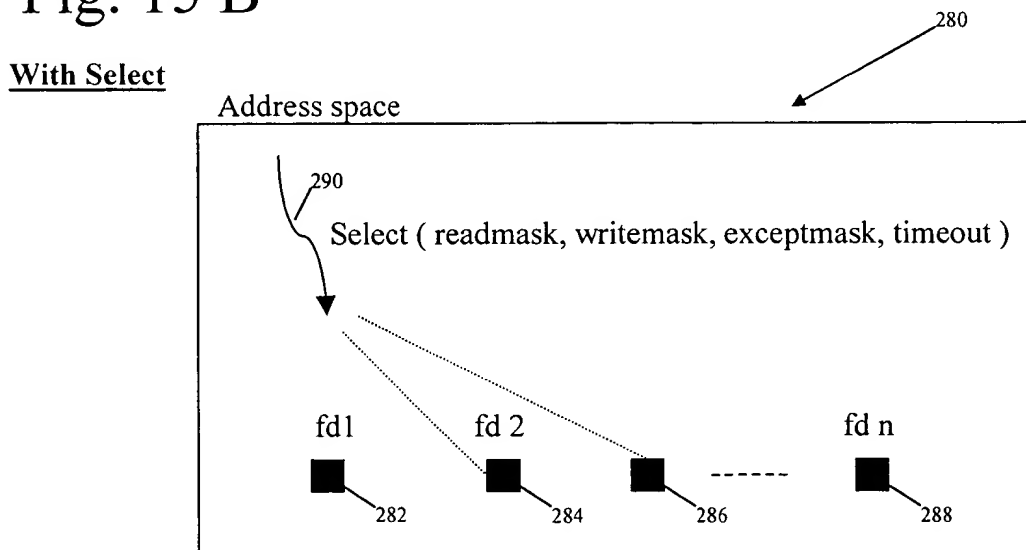 Fig. 15 B
280
With Select
Address space
290
Select ( readmask, writemask, exceptmask, timeout )
fd1 fd 2 fd n
282 284 286 288